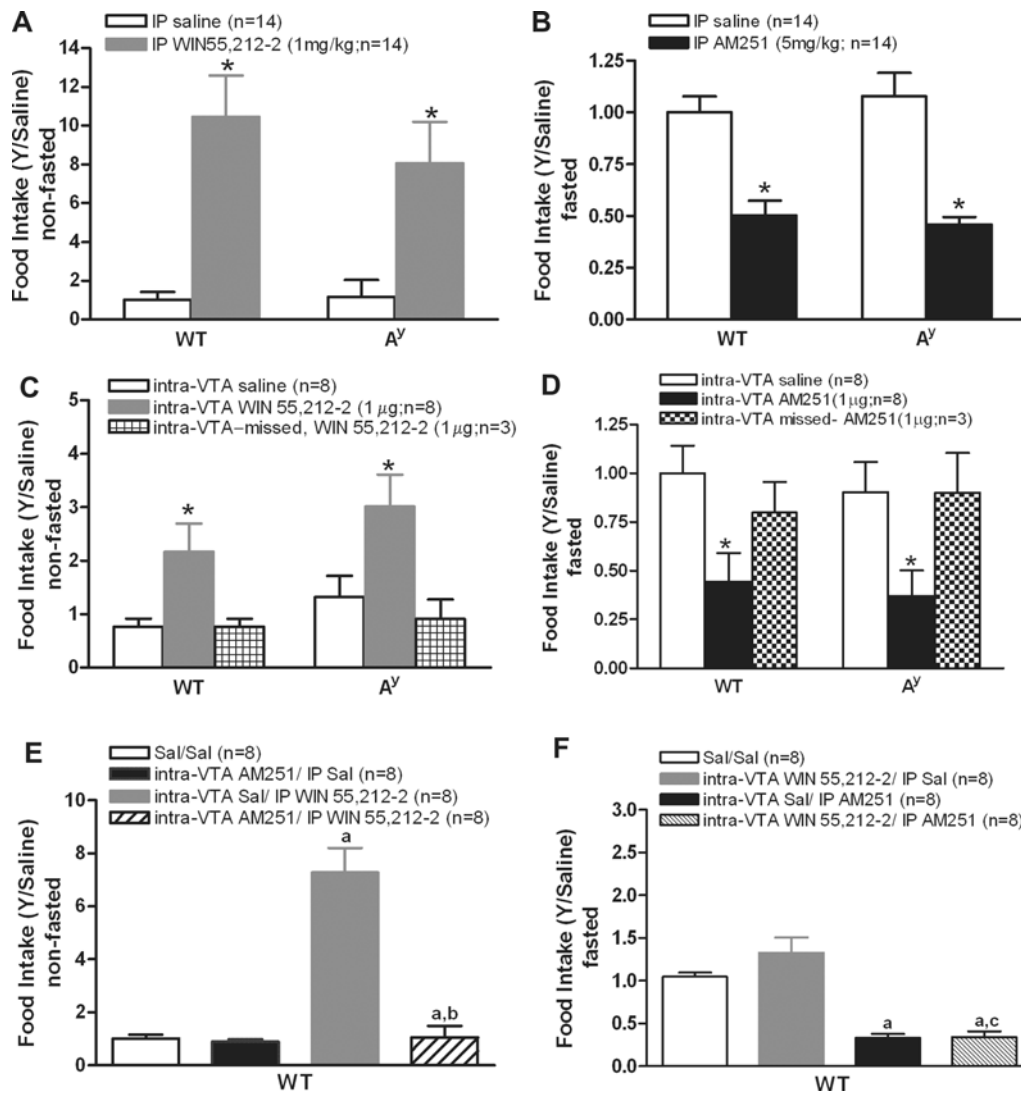 A
IP saline (n=14)
IP WIN55,212-2 (1mg/kg;n=14)
Food Intake (Y/Saline)
non-fasted
14
12
10
8
6
4
2
0
*
*
WT
Aʸ
B
IP saline (n=14)
IP AM251 (5mg/kg; n=14)
Food Intake (Y/Saline)
fasted
1.25
1.00
0.75
0.50
0.25
0.00
*
*
WT
Aʸ
C
intra-VTA saline (n=8)
intra-VTA WIN 55,212-2 (1 µg;n=8)
intra-VTA–missed, WIN 55,212-2 (1 µg;n=3)
Food Intake (Y/Saline)
non-fasted
5
4
3
2
1
0
*
*
WT
Aʸ
D
intra-VTA saline (n=8)
intra-VTA AM251(1µg;n=8)
intra-VTA missed- AM251(1µg;n=3)
Food Intake (Y/Saline)
fasted
1.25
1.00
0.75
0.50
0.25
0.00
*
*
WT
Aʸ
E
Sal/Sal (n=8)
intra-VTA AM251/ IP Sal (n=8)
intra-VTA Sal/ IP WIN 55,212-2 (n=8)
intra-VTA AM251/ IP WIN 55,212-2 (n=8)
Food Intake (Y/Saline)
non-fasted
10
8
6
4
2
0
a
a,b
WT
F
Sal/Sal (n=8)
intra-VTA WIN 55,212-2/ IP Sal (n=8)
intra-VTA Sal/ IP AM251 (n=8)
intra-VTA WIN 55,212-2/ IP AM251 (n=8)
Food Intake (Y/Saline)
fasted
3.0
2.5
2.0
1.5
1.0
0.5
0.0
a
a,c
WT